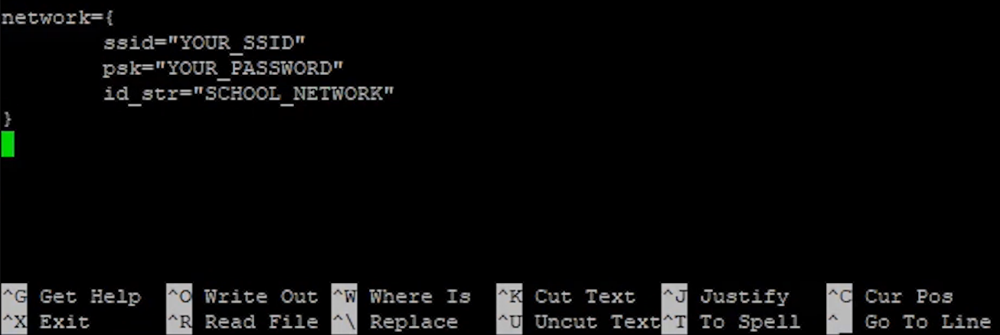 network={
        ssid="YOUR_SSID"
        psk="YOUR_PASSWORD"
        id_str="SCHOOL_NETWORK"
}
^G Get Help  ^O Write Out ^W Where Is  ^K Cut Text  ^J Justify   ^C Cur Pos
^X Exit      ^R Read File ^\ Replace   ^U Uncut Text^T To Spell  ^  Go To Line